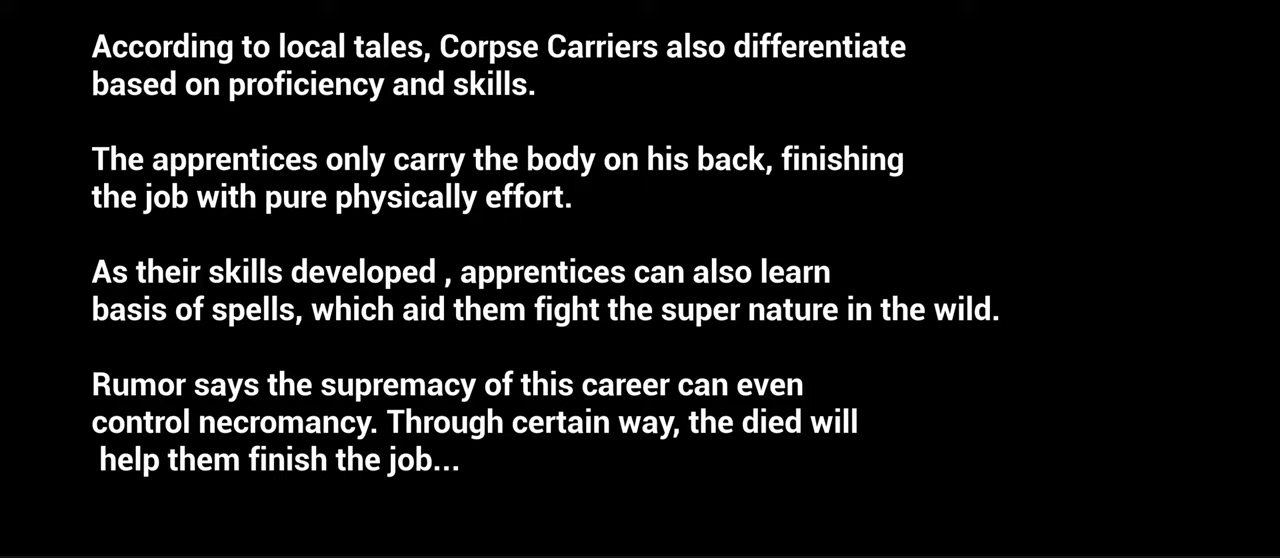 According to local tales, Corpse Carriers also differentiate
based on proficiency and skills.
The apprentices only carry the body on his back, finishing
the job with pure physically effort.
As their skills developed , apprentices can also learn
basis of spells, which aid them fight the super nature in the wild.
Rumor says the supremacy of this career can even
control necromancy. Through certain way, the died will
help them finish the job...